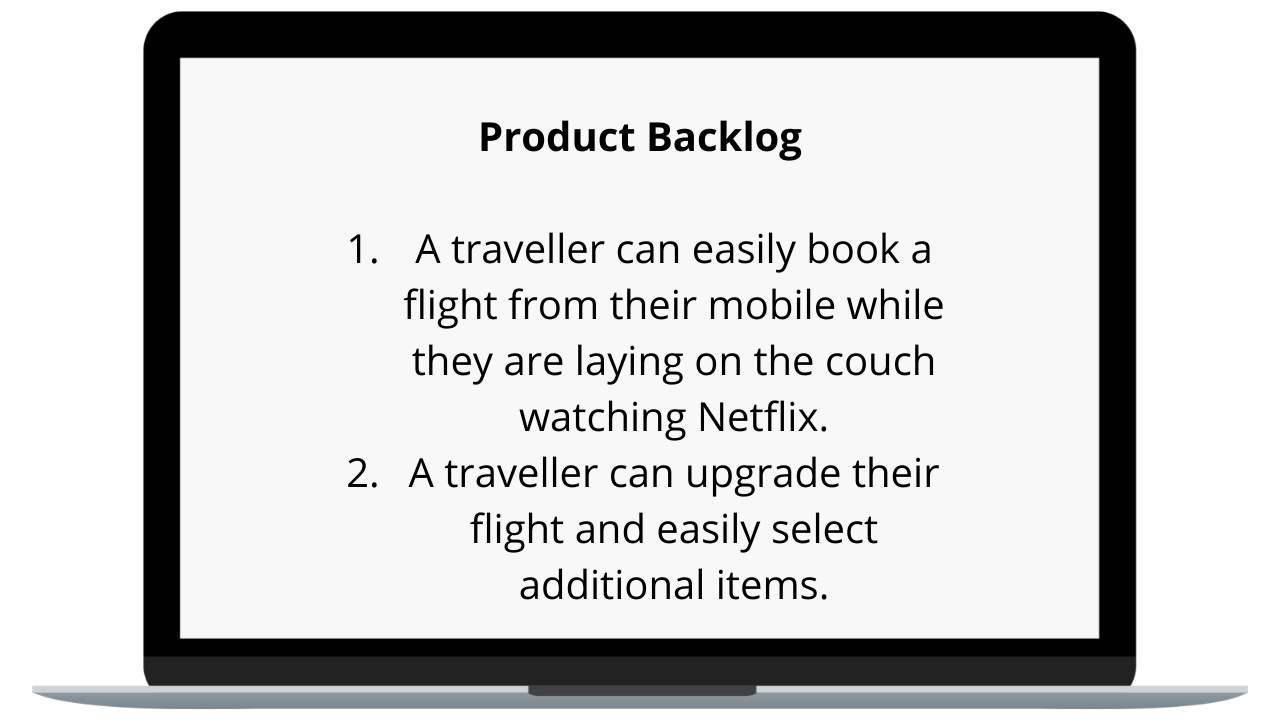 Product Backlog
1. A traveller can easily book a
flight from their mobile while
they are laying on the couch
watching Netflix.
2. A traveller can upgrade their
flight and easily select
additional items.